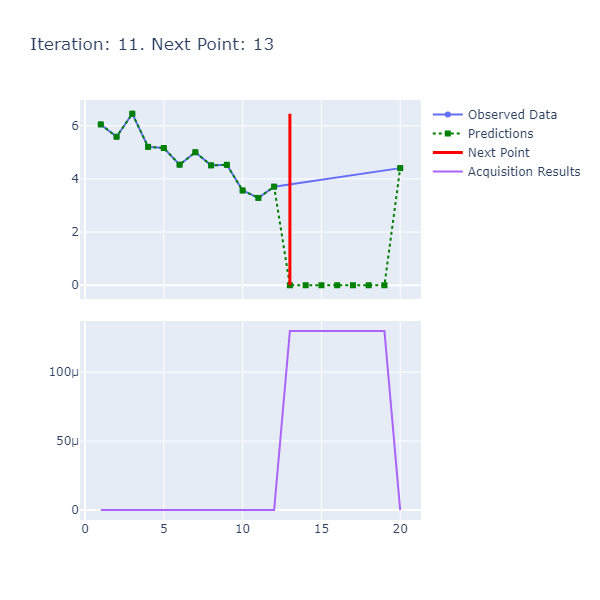 Iteration: 11. Next Point: 13
Observed Data
Predictions
Next Point
Acquisition Results
6
4
2
0
100μ
50μ
0
0 5 10 15 20